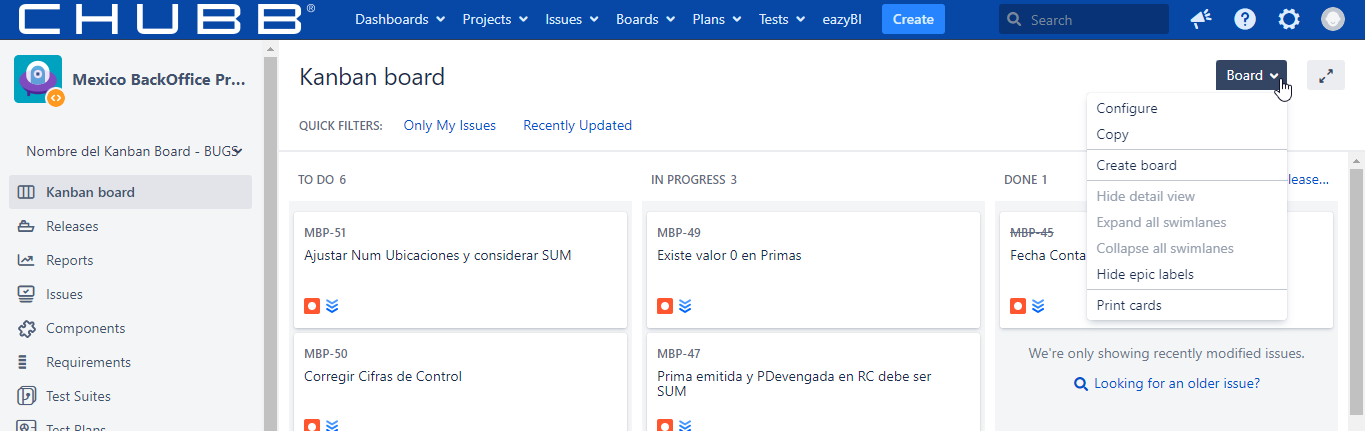 CHUBB®
Dashboards Projects Issues Boards Plans Tests eazyBI Create Search
Mexico BackOffice Pr...
Nombre del Kanban Board - BUGS
Kanban board
Releases
Reports
Issues
Components
Requirements
Test Suites
Test Plans
Kanban board
Board
QUICK FILTERS: Only My Issues Recently Updated
Configure
Copy
Create board
Hide detail view
Expand all swimlanes
Collapse all swimlanes
Hide epic labels
Print cards
TO DO 6
MBP-51
Ajustar Num Ubicaciones y considerar SUM
MBP-50
Corregir Cifras de Control
IN PROGRESS 3
MBP-49
Existe valor 0 en Primas
MBP-47
Prima emitida y PDevengada en RC debe ser
SUM
DONE 1
lease...
MBP-45
Fecha Conta
We're only showing recently modified issues.
Looking for an older issue?